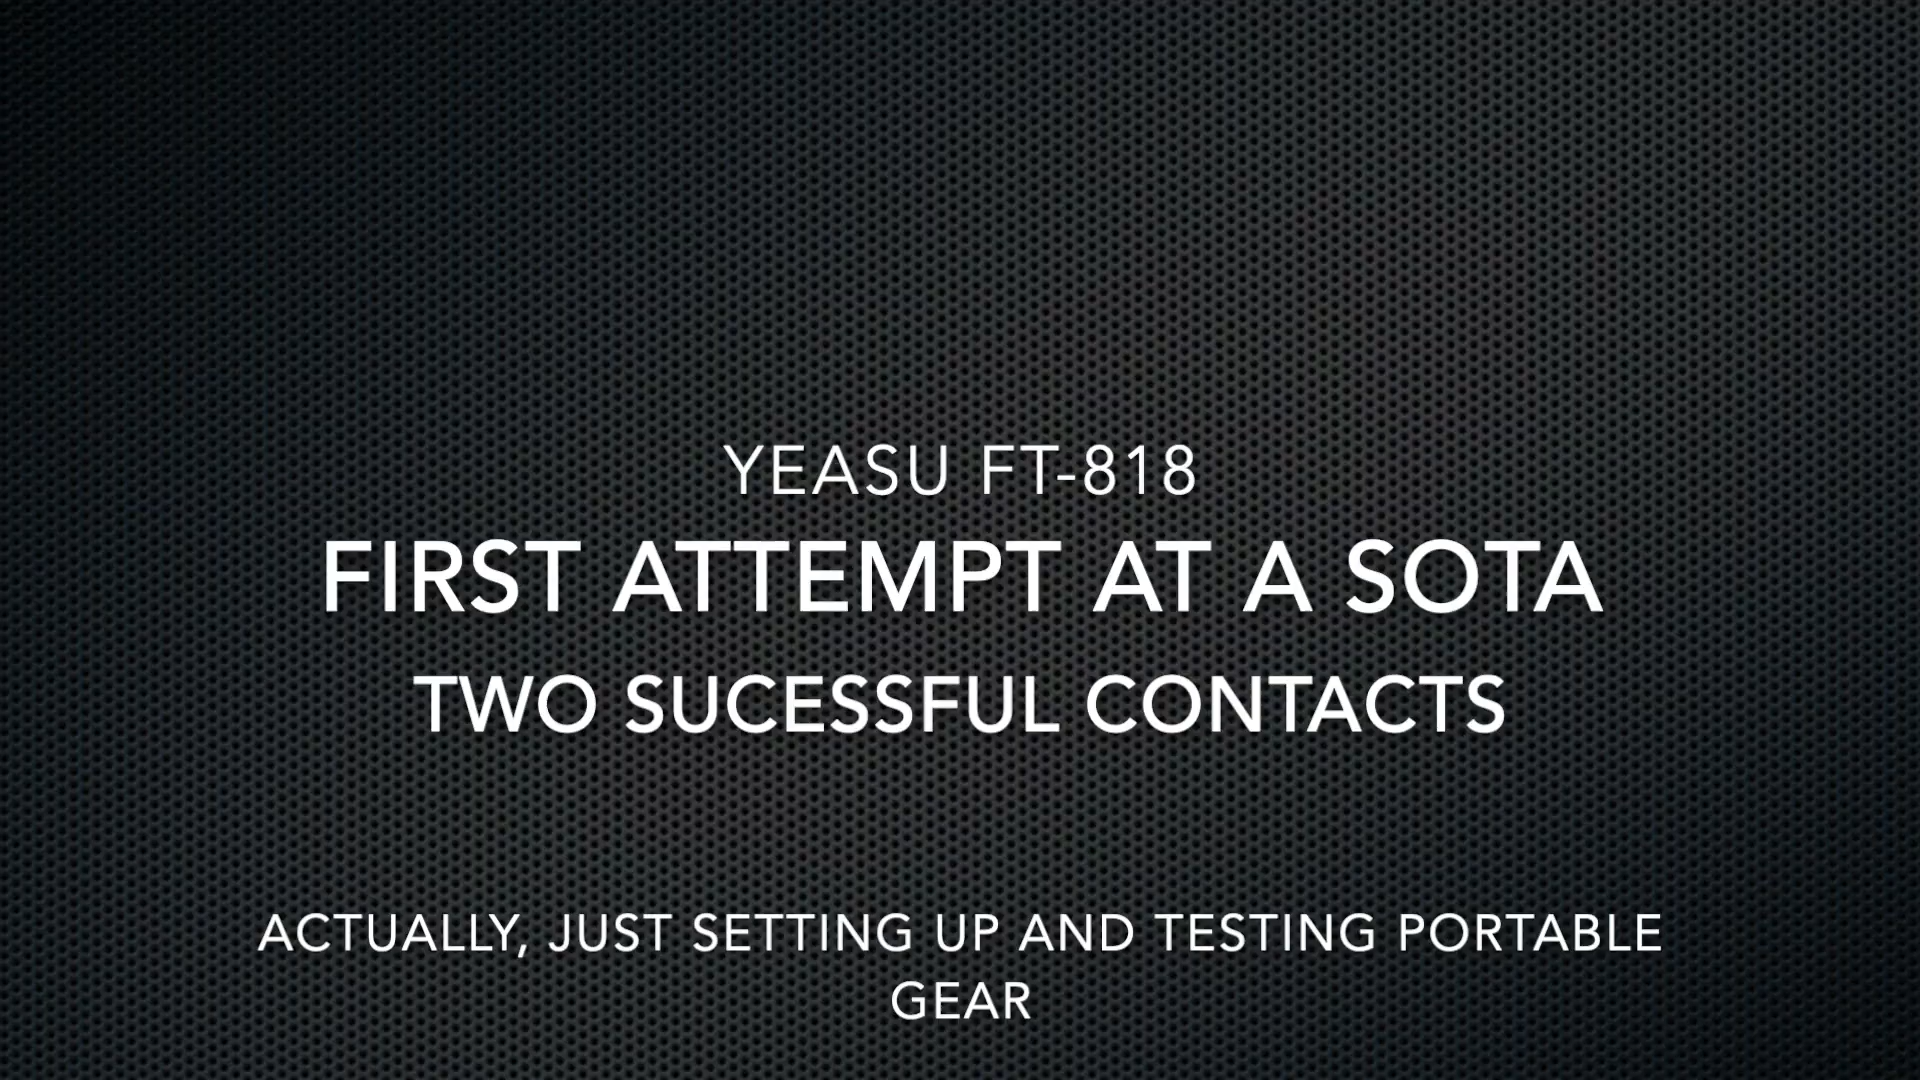 YEASU FT-818
FIRST ATTEMPT AT A SOTA
TWO SUCESSFUL CONTACTS
ACTUALLY, JUST SETTING UP AND TESTING PORTABLE
GEAR